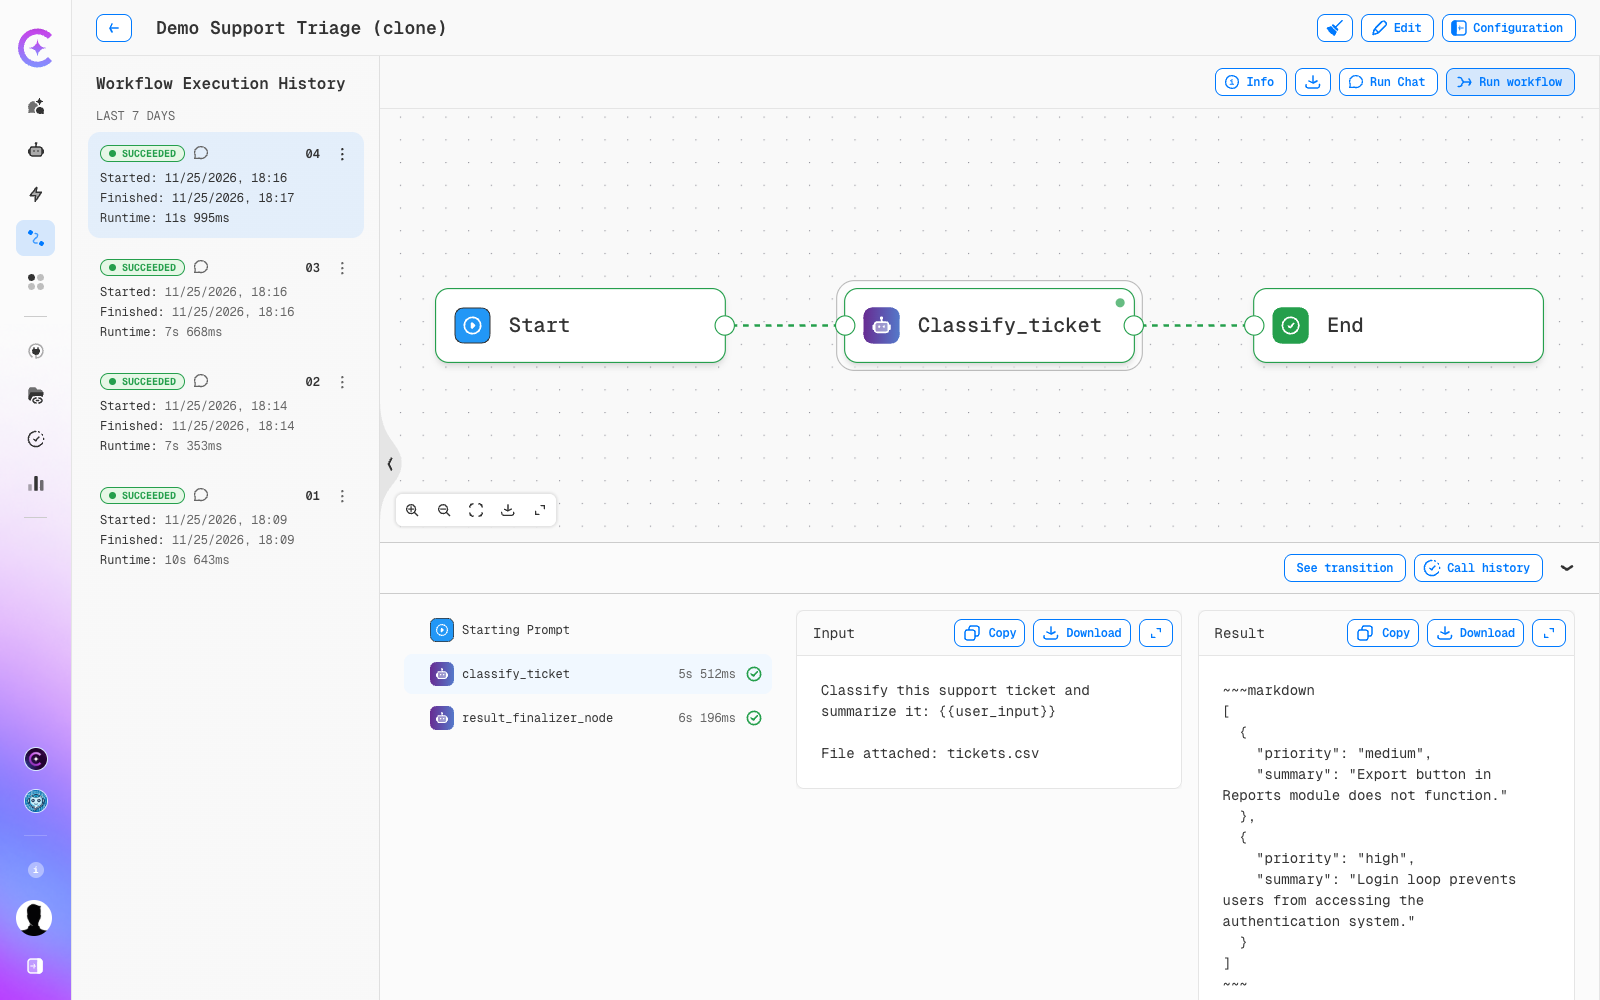 Demo Support Triage (clone)
Edit
Configuration
Workflow Execution History
LAST 7 DAYS
SUCCEEDED
04
Started: 11/25/2026, 18:16
Finished: 11/25/2026, 18:17
Runtime: 11s 995ms
SUCCEEDED
03
Started: 11/25/2026, 18:16
Finished: 11/25/2026, 18:16
Runtime: 7s 668ms
SUCCEEDED
02
Started: 11/25/2026, 18:14
Finished: 11/25/2026, 18:14
Runtime: 7s 353ms
SUCCEEDED
01
Started: 11/25/2026, 18:09
Finished: 11/25/2026, 18:09
Runtime: 10s 643ms
Info
Run Chat
Run workflow
Start
Classify_ticket
End
See transition
Call history
Starting Prompt
classify_ticket
5s 512ms
result_finalizer_node
6s 196ms
Input
Copy
Download
Classify this support ticket and
summarize it: {{user_input}}
File attached: tickets.csv
Result
Copy
Download
~~~markdown
[
{
"priority": "medium",
"summary": "Export button in
Reports module does not function."
},
{
"priority": "high",
"summary": "Login loop prevents
users from accessing the
authentication system."
}
]
~~~